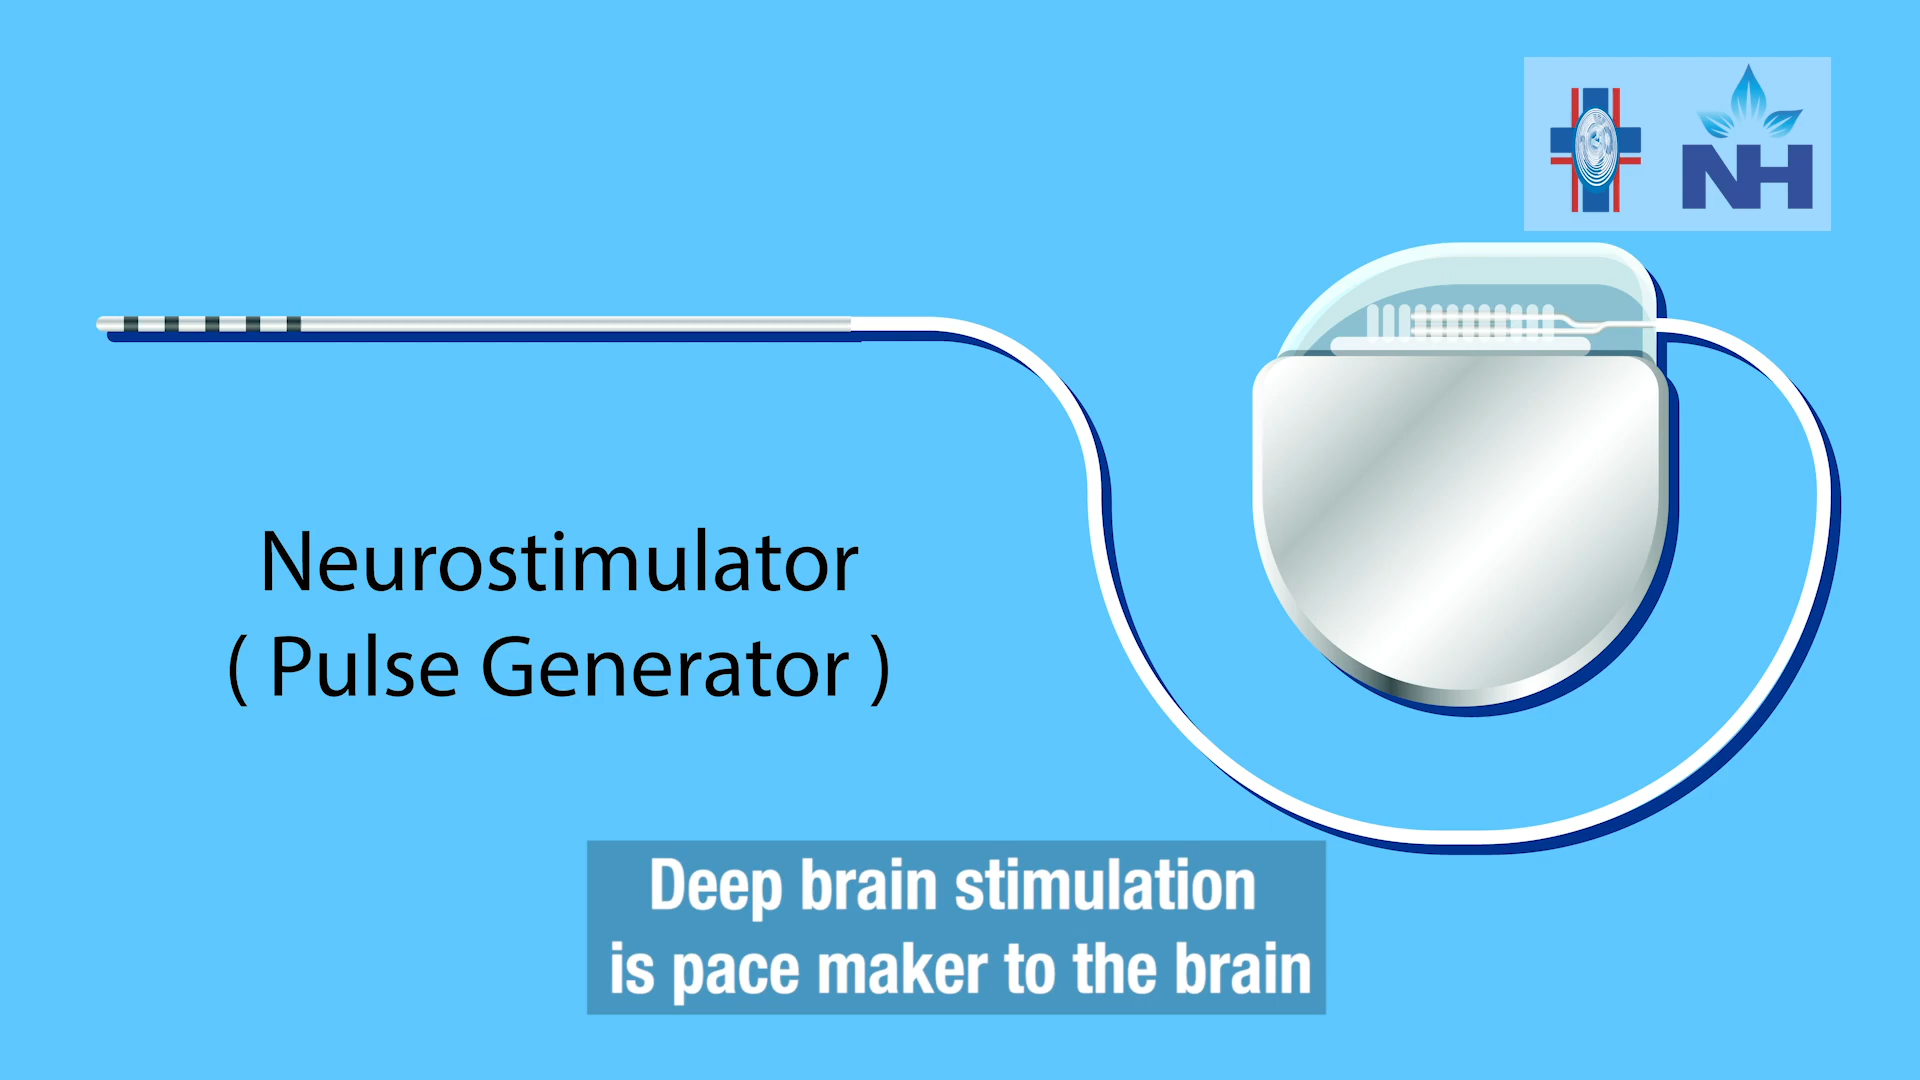 NH
Neurostimulator
( Pulse Generator )
Deep brain stimulation
is pace maker to the brain